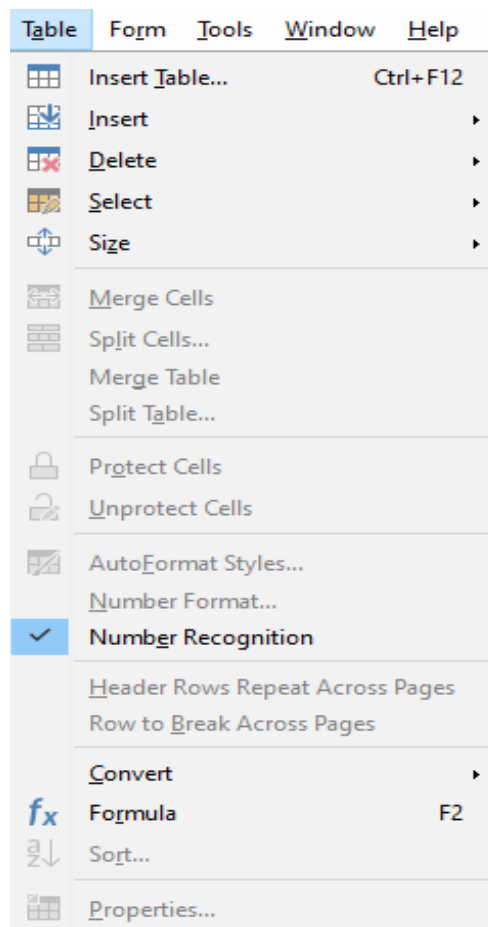 Table Form Tools Window Help
Insert Table... Ctrl+F12
Insert
Delete
Select
Size
Merge Cells
Split Cells...
Merge Table
Split Table...
Protect Cells
Unprotect Cells
AutoFormat Styles...
Number Format...
Number Recognition
Header Rows Repeat Across Pages
Row to Break Across Pages
Convert
fx Formula F2
az Sort...
Properties...